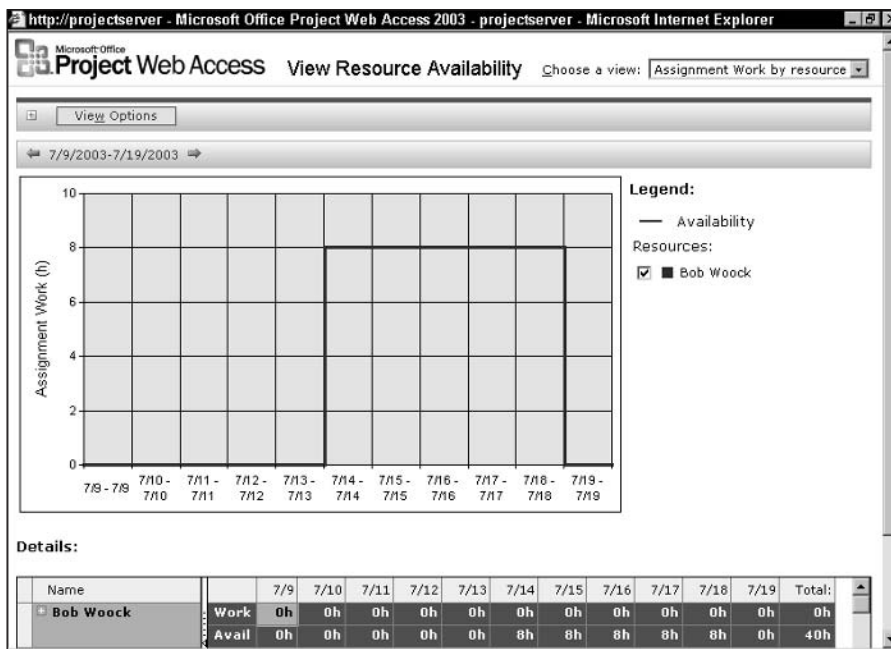 http://projectserver - Microsoft Office Project Web Access 2003 - projectserver - Microsoft Internet Explorer
Microsoft Office
Project Web Access View Resource Availability Choose a view: Assignment Work by resource
View Options
7/9/2003-7/19/2003
10
8
6
4
2
0
Assignment Work (h)
7/9 - 7/9 7/10 - 7/10 7/11 - 7/11 7/12 - 7/12 7/13 - 7/13 7/14 - 7/14 7/15 - 7/15 7/16 - 7/16 7/17 - 7/17 7/18 - 7/18 7/19 - 7/19
Legend:
Availability
Resources:
Bob Woock
Details:
Name 7/9 7/10 7/11 7/12 7/13 7/14 7/15 7/16 7/17 7/18 7/19 Total:
Bob Woock Work 0h 0h 0h 0h 0h 0h 0h 0h 0h 0h 0h 0h
Avail 0h 0h 0h 0h 0h 8h 8h 8h 8h 8h 0h 40h